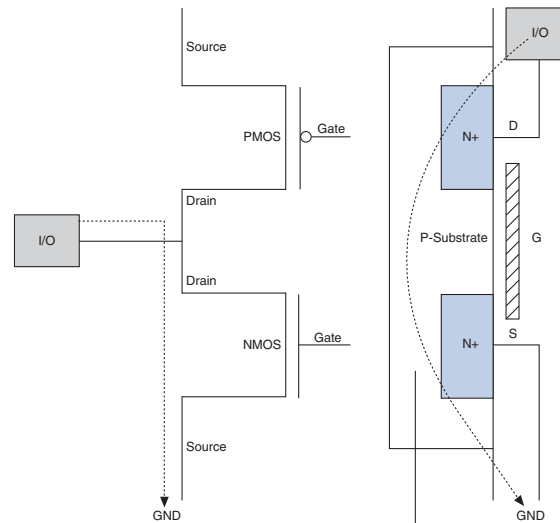 Source
PMOS
Gate
Drain
I/O
Drain
NMOS
Gate
Source
GND
I/O
N+
D
P-Substrate
G
S
N+
GND